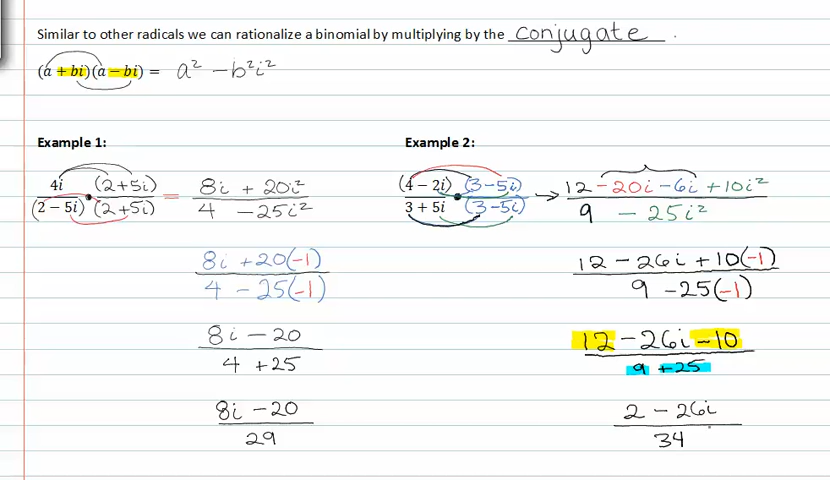 Similar to other radicals we can rationalize a binomial by multiplying by the conjugate.
(a + bi)(a − bi) = a² − b²i²
Example 1:
4i/(2 − 5i) • (2+5i)/(2+5i) = (8i + 20i²)/(4 − 25i²)
(8i + 20(-1))/(4 − 25(-1))
(8i − 20)/(4 + 25)
(8i − 20)/29
Example 2:
(4 − 2i)/(3 + 5i) • (3−5i)/(3−5i) → (12 − 20i − 6i + 10i²)/(9 − 25i²)
(12 − 26i + 10(-1))/(9 − 25(-1))
(12 − 26i − 10)/(9 + 25)
(2 − 26i)/34